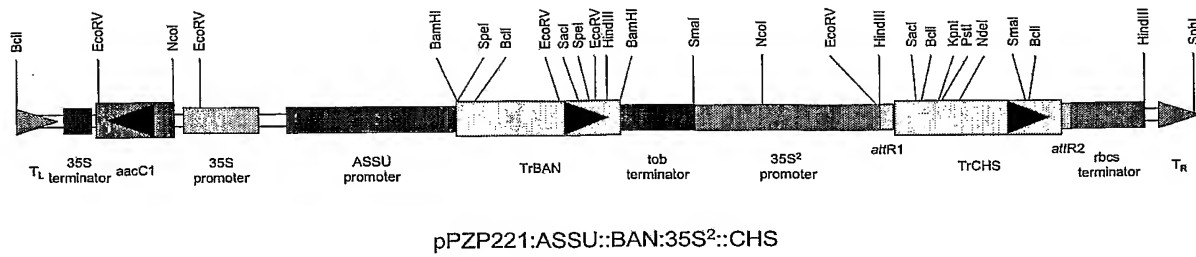 BclI EcoRV NcoI EcoRV BamHI SpeI BclI EcoRV SacI SpeI EcoRV HindIII BamHI SmaI NcoI EcoRV HindIII SacI BclI KpnI PstI NdeI SmaI BclI HindIII SphI
T_L 35S terminator aacC1 35S promoter ASSU promoter TrBAN tob terminator 35S² promoter attR1 TrCHS attR2 rbcs terminator T_R
pPZP221:ASSU::BAN:35S²::CHS